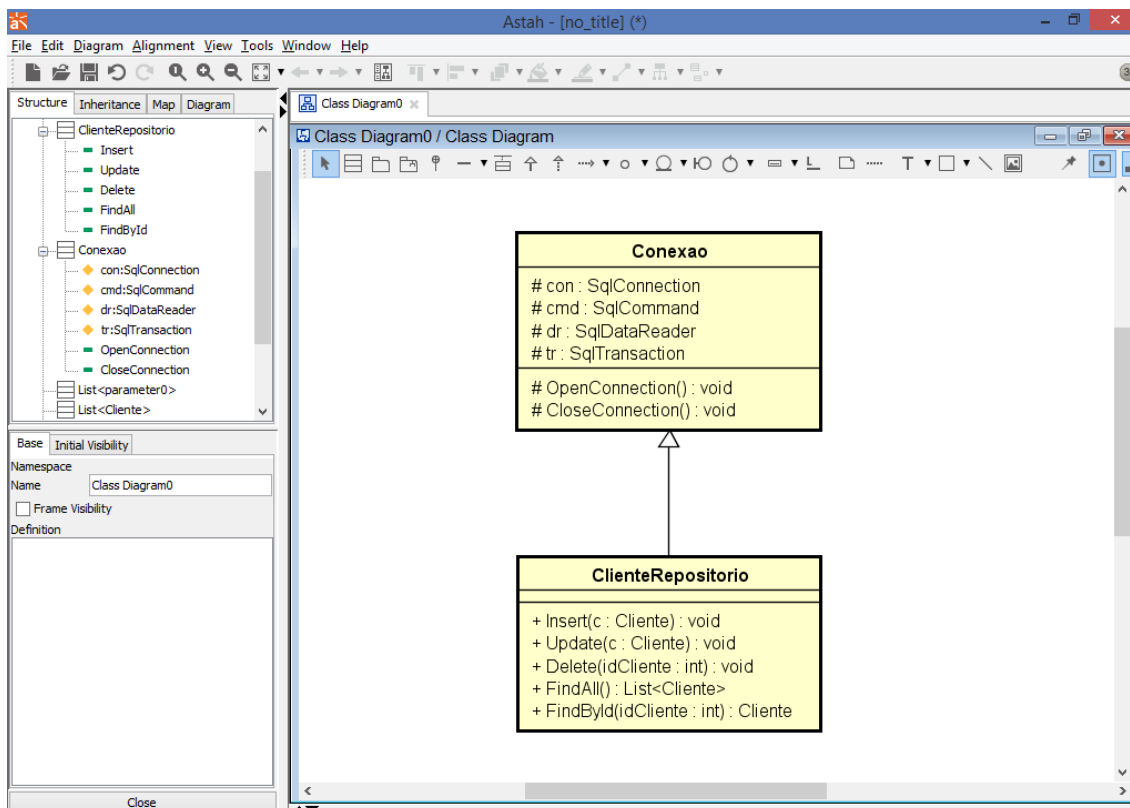 Astah - [no_title] (*)
File Edit Diagram Alignment View Tools Window Help
3
Structure Inheritance Map Diagram
ClienteRepositorio
Insert
Update
Delete
FindAll
FindById
Conexao
con:SqlConnection
cmd:SqlCommand
dr:SqlDataReader
tr:SqlTransaction
OpenConnection
CloseConnection
List<parameter0>
List<Cliente>
Base Initial Visibility
Namespace
Name Class Diagram0
Frame Visibility
Definition
Close
Class Diagram0
Class Diagram0 / Class Diagram
T
Conexao
# con : SqlConnection
# cmd : SqlCommand
# dr : SqlDataReader
# tr : SqlTransaction
# OpenConnection() : void
# CloseConnection() : void
ClienteRepositorio
+ Insert(c : Cliente) : void
+ Update(c : Cliente) : void
+ Delete(idCliente : int) : void
+ FindAll() : List<Cliente>
+ FindById(idCliente : int) : Cliente